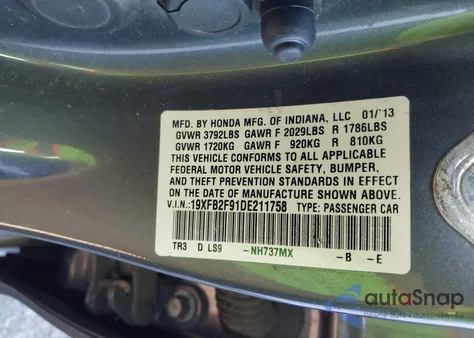 MFD. BY HONDA MFG. OF INDIANA, LLC 01/'13
GVWR 3792LBS GAWR F 2029LBS R 1786LBS
GVWR 1720KG GAWR F 920KG R 810KG
THIS VEHICLE CONFORMS TO ALL APPLICABLE
FEDERAL MOTOR VEHICLE SAFETY, BUMPER,
AND THEFT PREVENTION STANDARDS IN EFFECT
ON THE DATE OF MANUFACTURE SHOWN ABOVE.
V.I.N.:19XFB2F91DE211758 TYPE: PASSENGER CAR
TR3 D LS9 -NH737MX -B -E
autoSnap